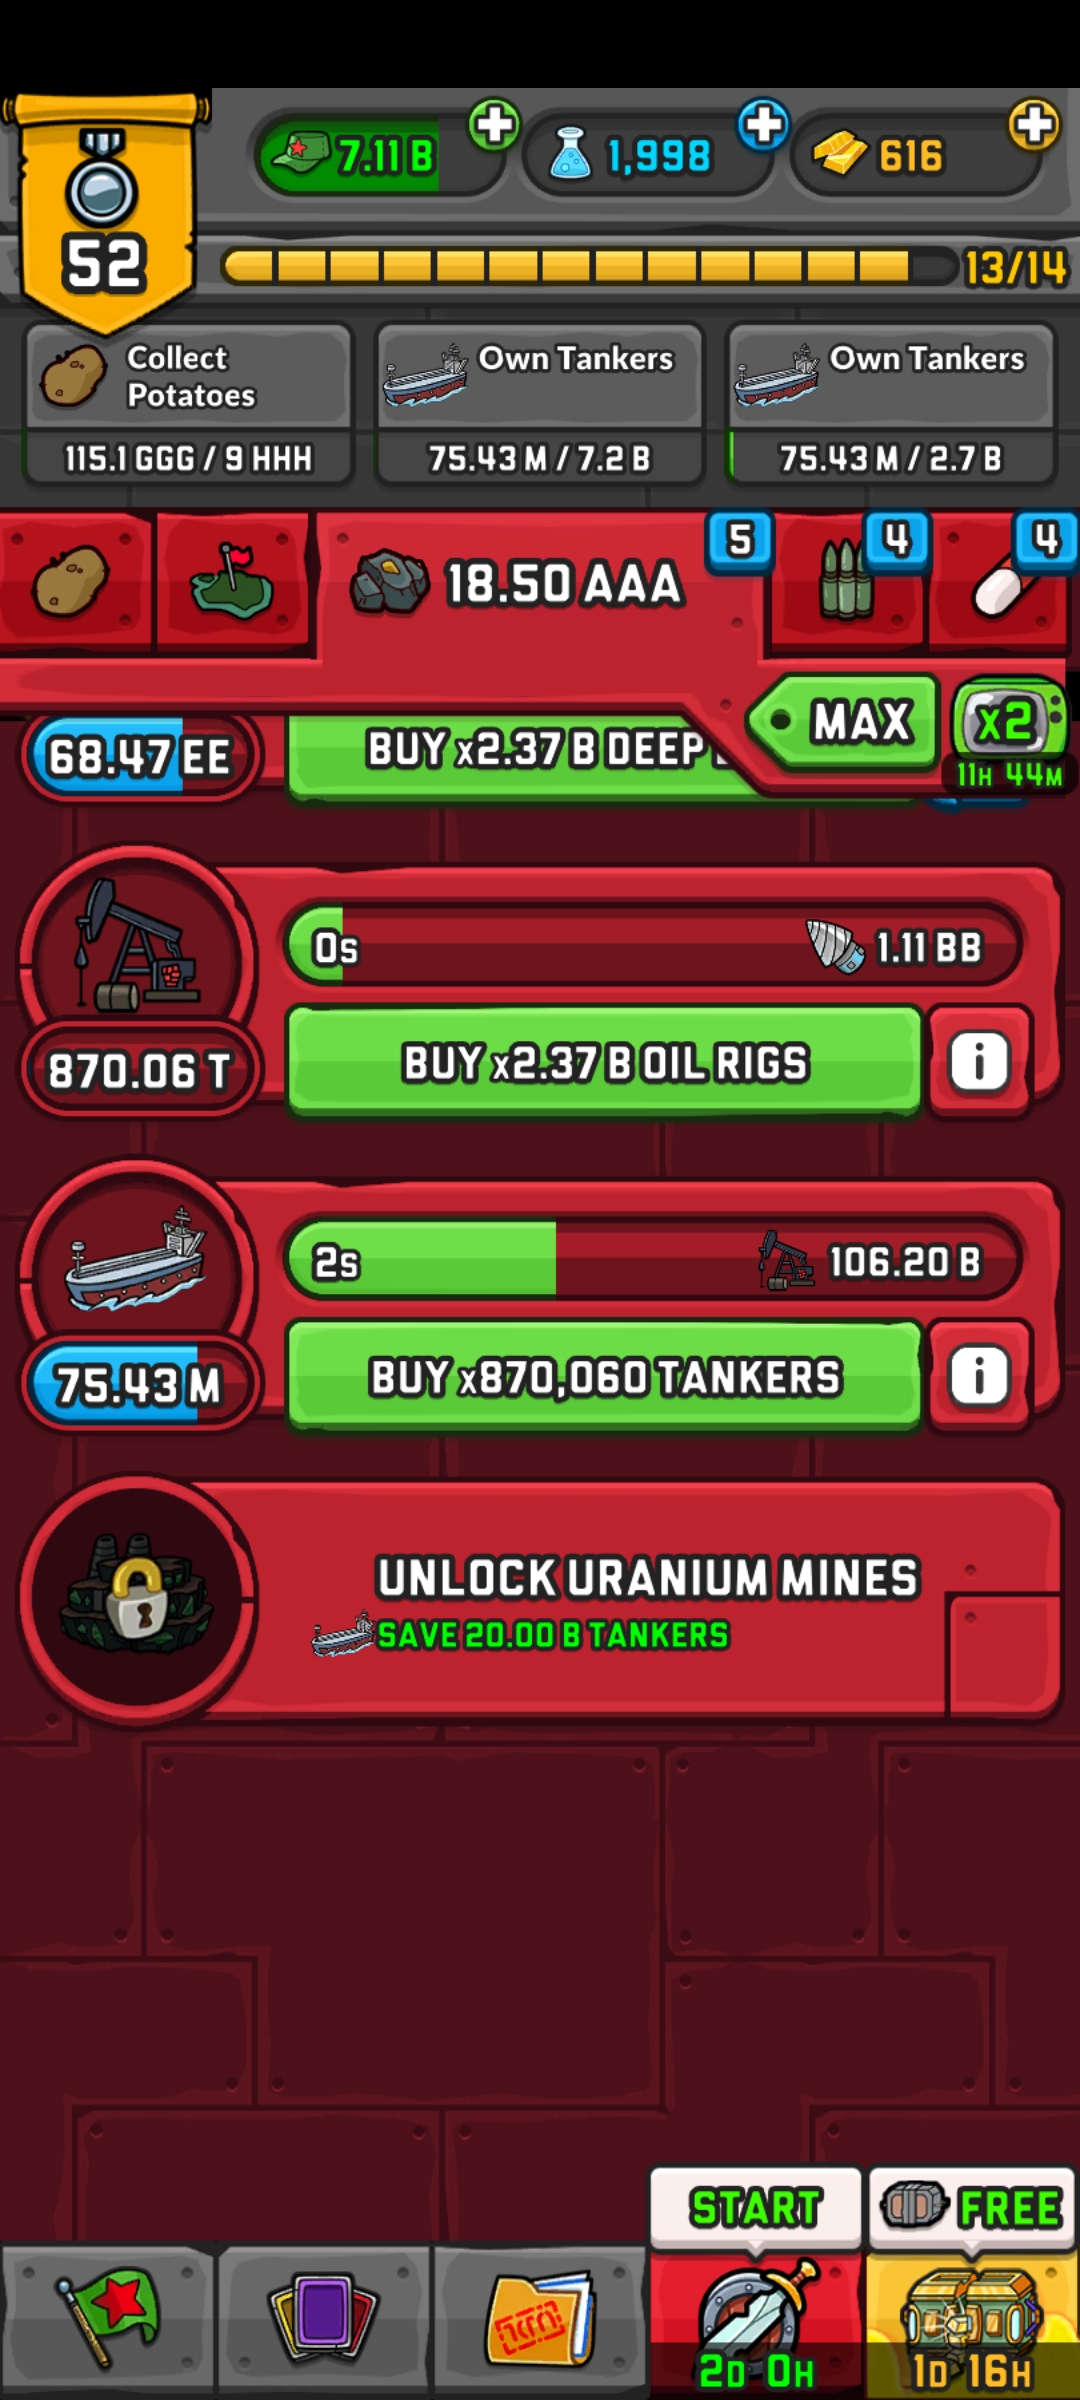 7.11 B
1,998
616
52
13/14
Collect
Potatoes
115.1 GGG / 9 HHH
Own Tankers
75.43 M / 7.2 B
Own Tankers
75.43 M / 2.7 B
18.50 AAA
5
4
4
MAX
x2
11H 44M
68.47 EE
BUY x2.37 B DEEP
0s
1.11 BB
870.06 T
BUY x2.37 B OIL RIGS
i
2s
106.20 B
75.43 M
BUY x870,060 TANKERS
i
UNLOCK URANIUM MINES
SAVE 20.00 B TANKERS
START
FREE
2D 0H
1D 16H